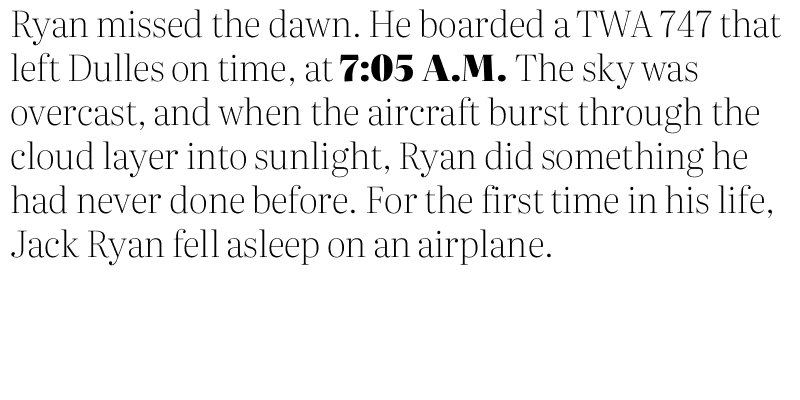 Ryan missed the dawn. He boarded a TWA 747 that
left Dulles on time, at 7:05 A.M. The sky was
overcast, and when the aircraft burst through the
cloud layer into sunlight, Ryan did something he
had never done before. For the first time in his life,
Jack Ryan fell asleep on an airplane.